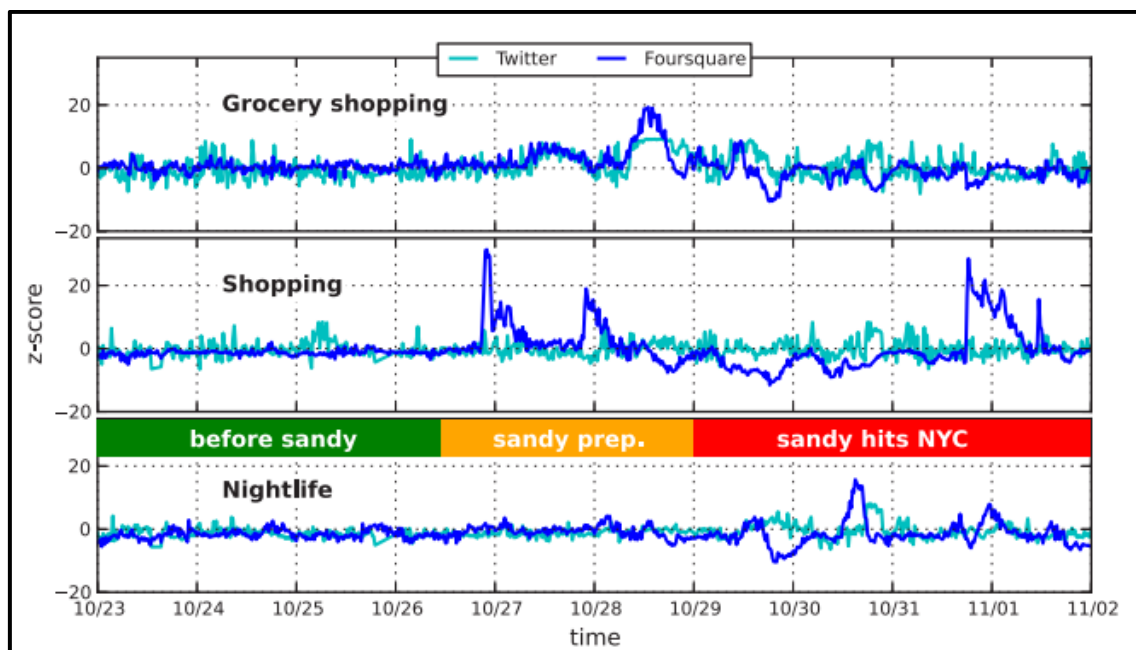 Twitter Foursquare
Grocery shopping
20
0
−20
Shopping
20
0
−20
z-score
before sandy sandy prep. sandy hits NYC
Nightlife
20
0
−20
10/23 10/24 10/25 10/26 10/27 10/28 10/29 10/30 10/31 11/01 11/02
time